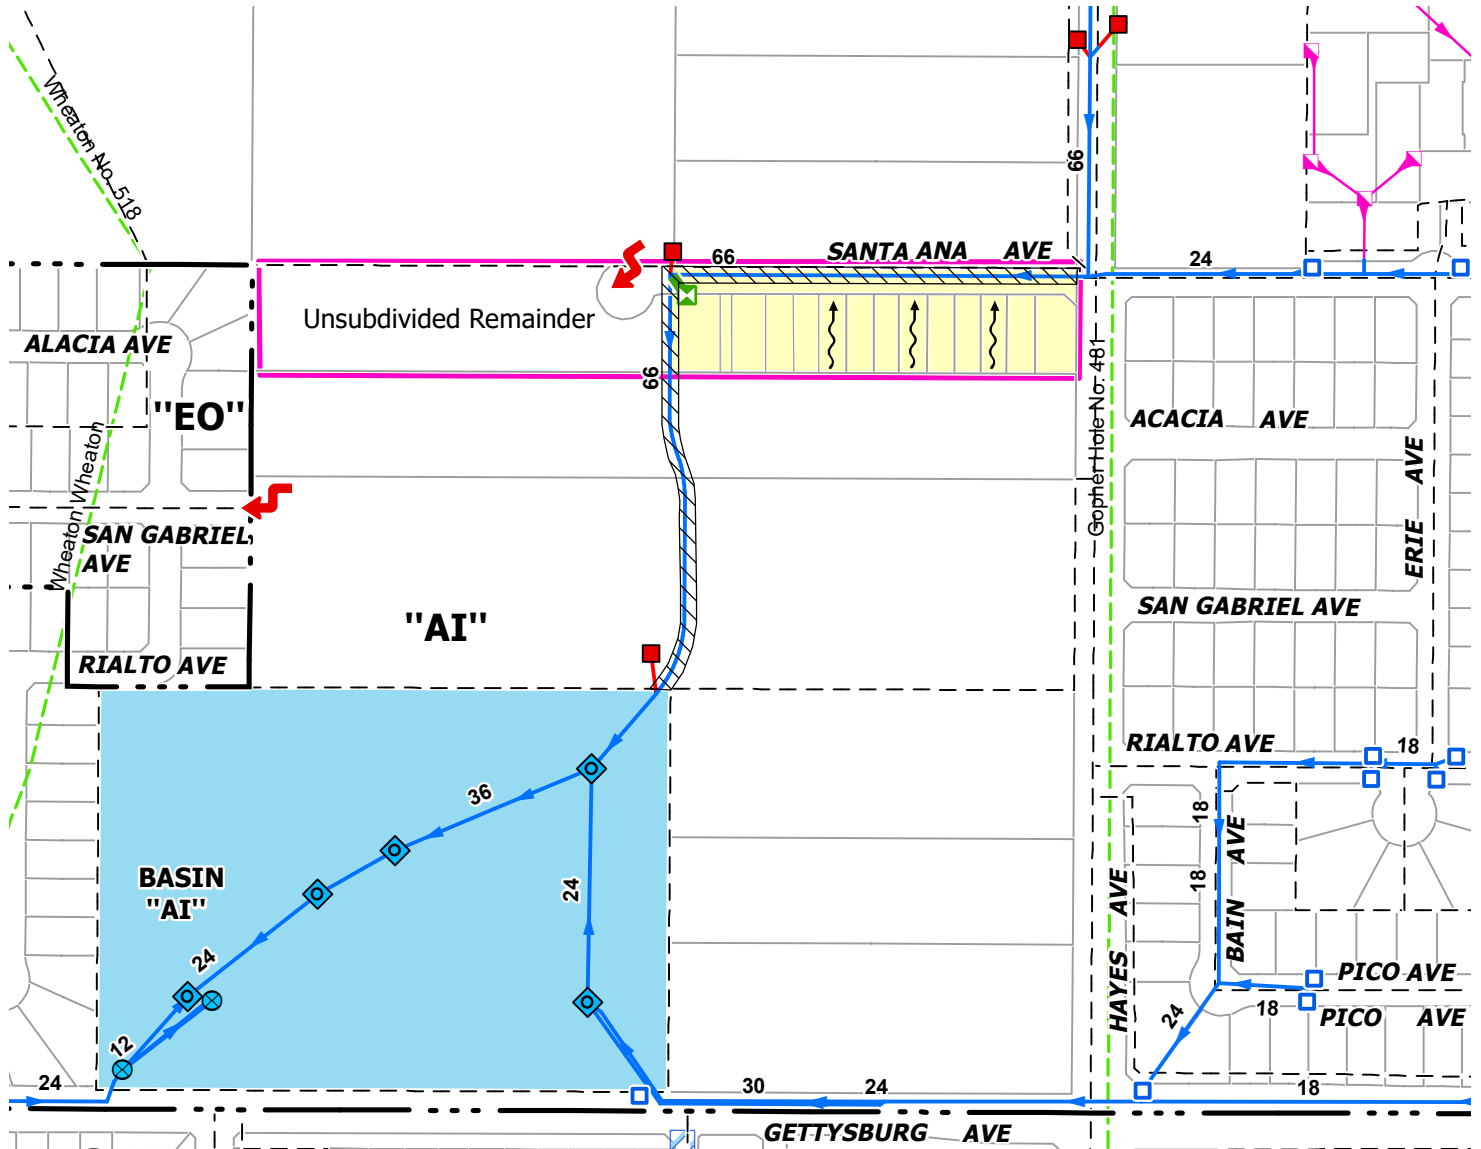 Wheaton No. 518
66
66
SANTA ANA AVE
24
Unsubdivided Remainder
ALACIA AVE
66
"EO"
Gopher Hole No. 481
ACACIA AVE
Wheaton Wheaton
ERIE AVE
SAN GABRIEL
AVE
SAN GABRIEL AVE
"AI"
RIALTO AVE
RIALTO AVE
18
36
18
BASIN
"AI"
24
18
BAIN AVE
HAYES AVE
24
PICO AVE
18
PICO AVE
24
12
24
30
24
18
GETTYSBURG AVE